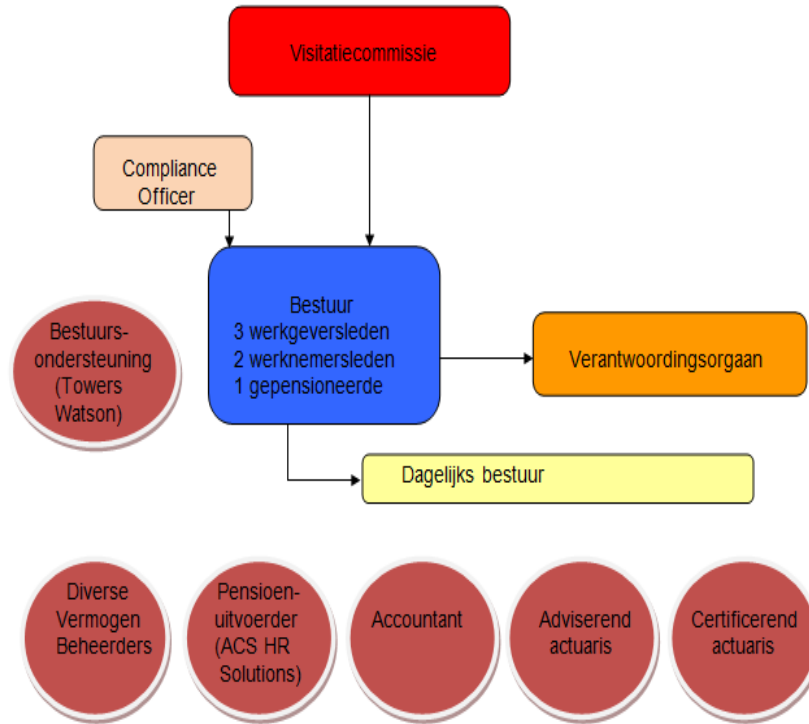 Visitatiecommissie
Compliance
Officer
Bestuur
3 werkgeversleden
2 werknemersleden
1 gepensioneerde
Bestuurs-
ondersteuning
(Towers
Watson)
Verantwoordingsorgaan
Dagelijks bestuur
Diverse
Vermogen
Beheerders
Pensioen-
uitvoerder
(ACS HR
Solutions)
Accountant
Adviserend
actuaris
Certificerend
actuaris